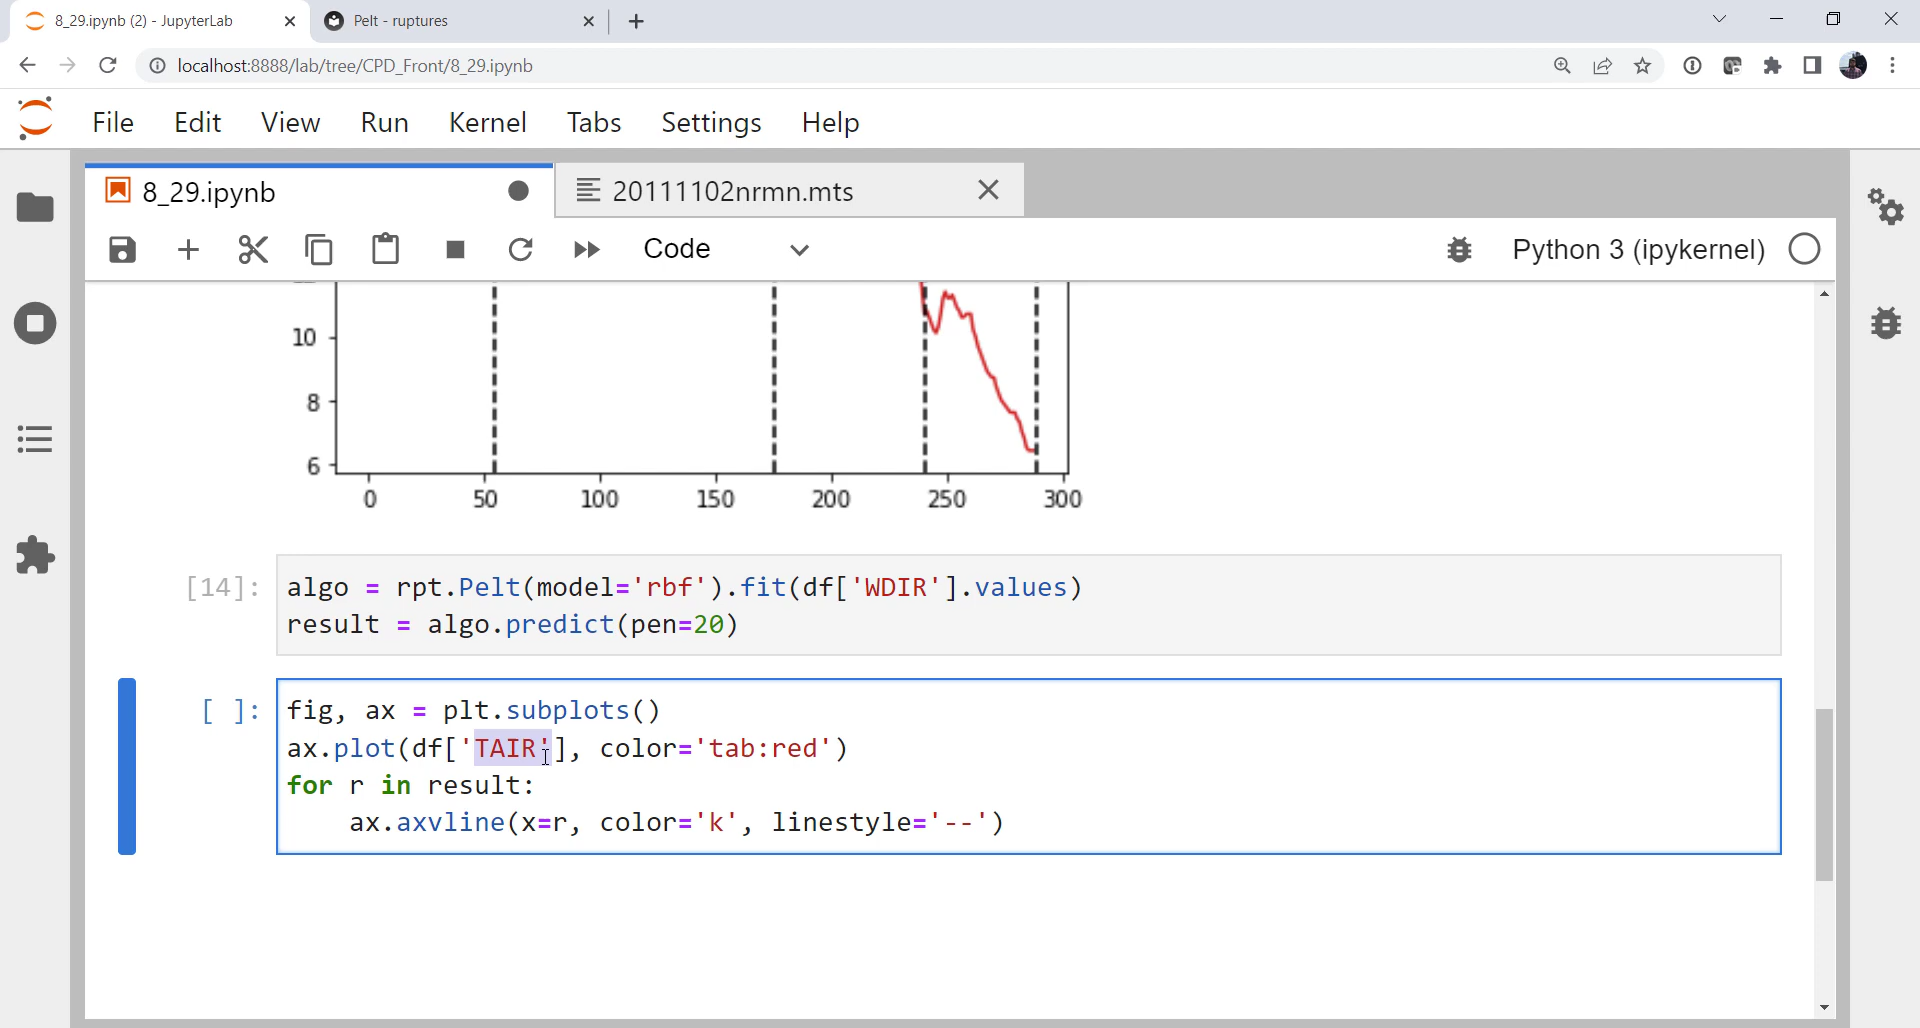 8_29.ipynb (2) - JupyterLab
Pelt - ruptures
localhost:8888/lab/tree/CPD_Front/8_29.ipynb
File Edit View Run Kernel Tabs Settings Help
8_29.ipynb
20111102nrmn.mts
Code
Python 3 (ipykernel)
10
8
6
0 50 100 150 200 250 300
[14]: algo = rpt.Pelt(model='rbf').fit(df['WDIR'].values)
result = algo.predict(pen=20)
[ ]: fig, ax = plt.subplots()
ax.plot(df['TAIR'], color='tab:red')
for r in result:
    ax.axvline(x=r, color='k', linestyle='--')